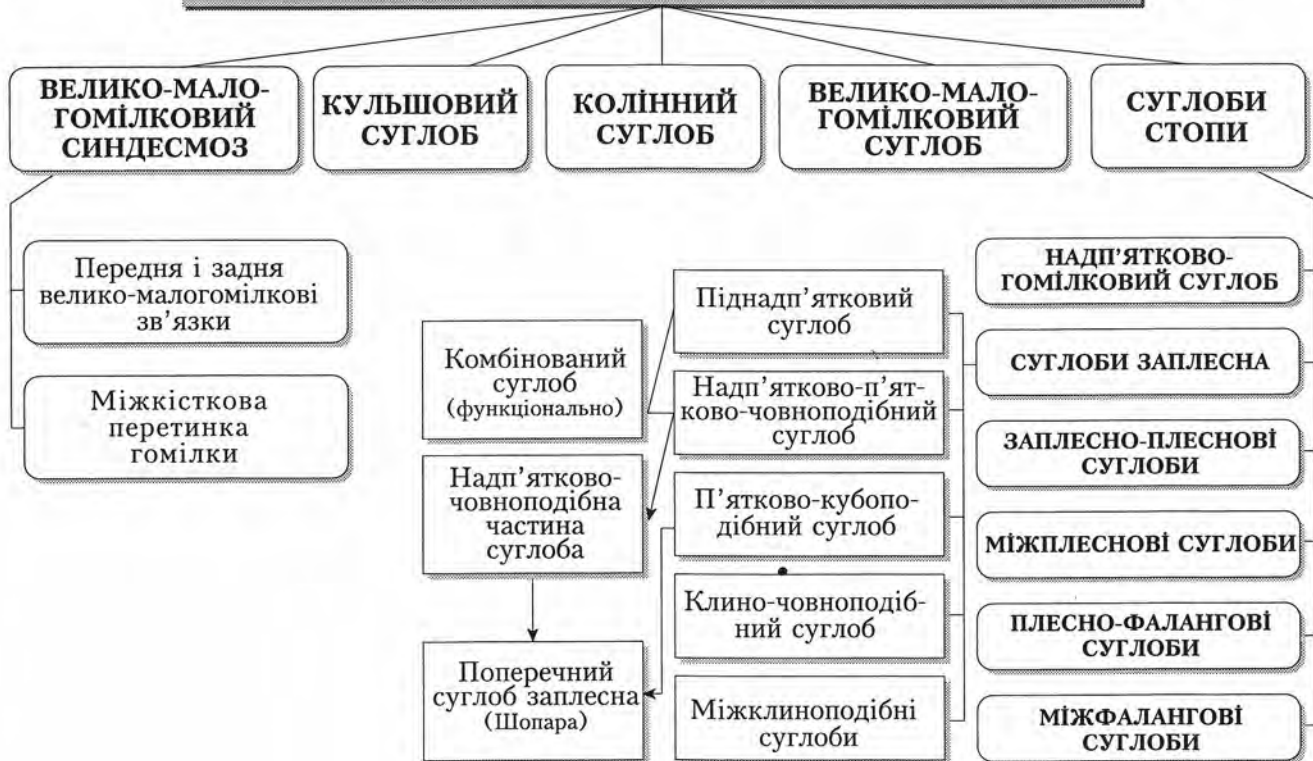 ВЕЛИКО-МАЛО-
ГОМІЛКОВИЙ
СИНДЕСМОЗ
КУЛЬШОВИЙ
СУГЛОБ
КОЛІННИЙ
СУГЛОБ
ВЕЛИКО-МАЛО-
ГОМІЛКОВИЙ
СУГЛОБ
СУГЛОБИ
СТОПИ
Передня і задня
велико-малогомілкові
зв'язки
Міжкісткова
перетинка
гомілки
Комбінований
суглоб
(функціонально)
Надп'ятково-
човноподібна
частина
суглоба
Поперечний
суглоб заплесна
(Шопара)
Піднадп'ятковий
суглоб
Надп'ятково-п'ят-
ково-човноподібний
суглоб
П'ятково-кубопо-
дібний суглоб
Клино-човноподіб-
ний суглоб
Міжклиноподібні
суглоби
НАДП'ЯТКОВО-
ГОМІЛКОВИЙ СУГЛОБ
СУГЛОБИ ЗАПЛЕСНА
ЗАПЛЕСНО-ПЛЕСНОВІ
СУГЛОБИ
МІЖПЛЕСНОВІ СУГЛОБИ
ПЛЕСНО-ФАЛАНГОВІ
СУГЛОБИ
МІЖФАЛАНГОВІ
СУГЛОБИ